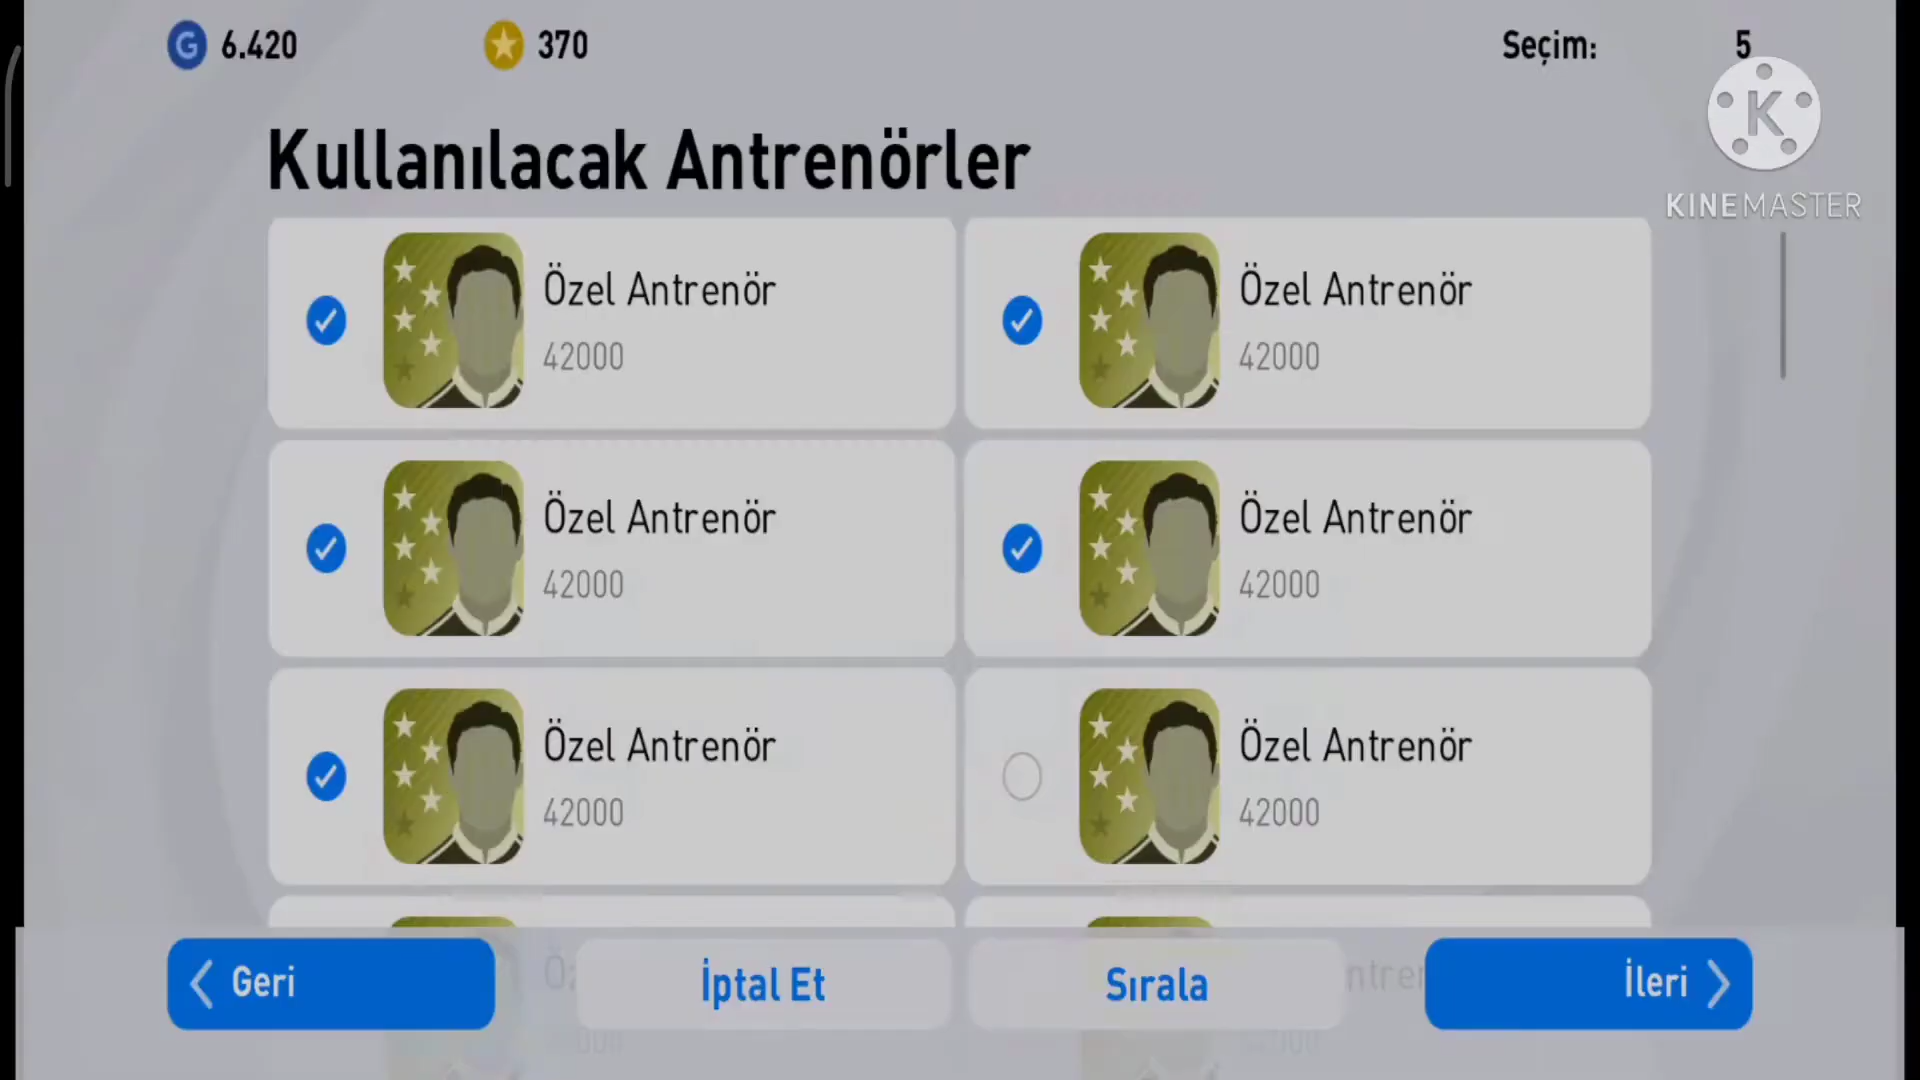 G 6.420
370
Seçim: 5
K
KINEMASTER
Kullanılacak Antrenörler
Özel Antrenör
42000
Özel Antrenör
42000
Özel Antrenör
42000
Özel Antrenör
42000
Özel Antrenör
42000
Özel Antrenör
42000
Geri
İptal Et
Sırala
İleri